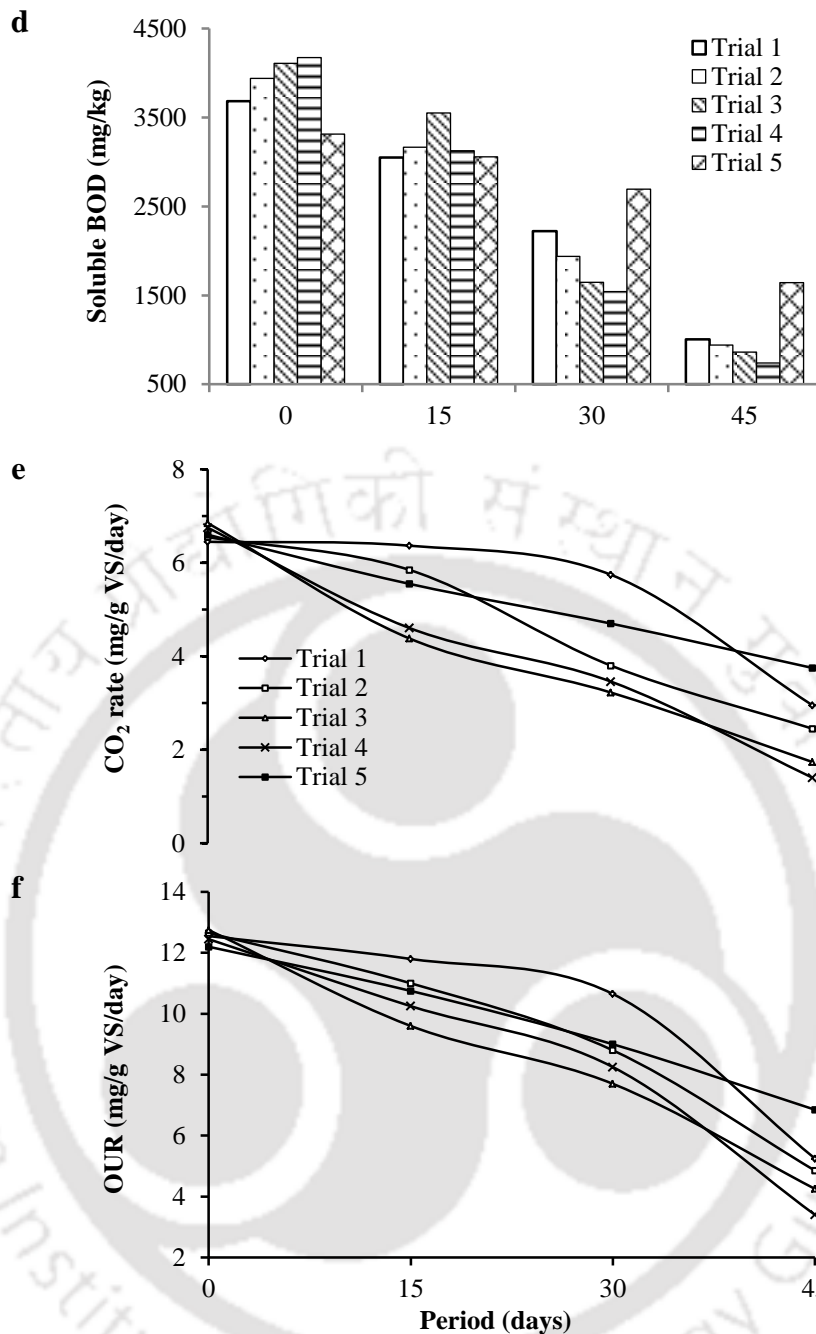 d
4500
3500
2500
1500
500
Soluble BOD (mg/kg)
Trial 1
Trial 2
Trial 3
Trial 4
Trial 5
0 15 30 45
e
8
6
4
2
0
CO₂ rate (mg/g VS/day)
Trial 1
Trial 2
Trial 3
Trial 4
Trial 5
f
14
12
10
8
6
4
2
OUR (mg/g VS/day)
0 15 30 4
Period (days)